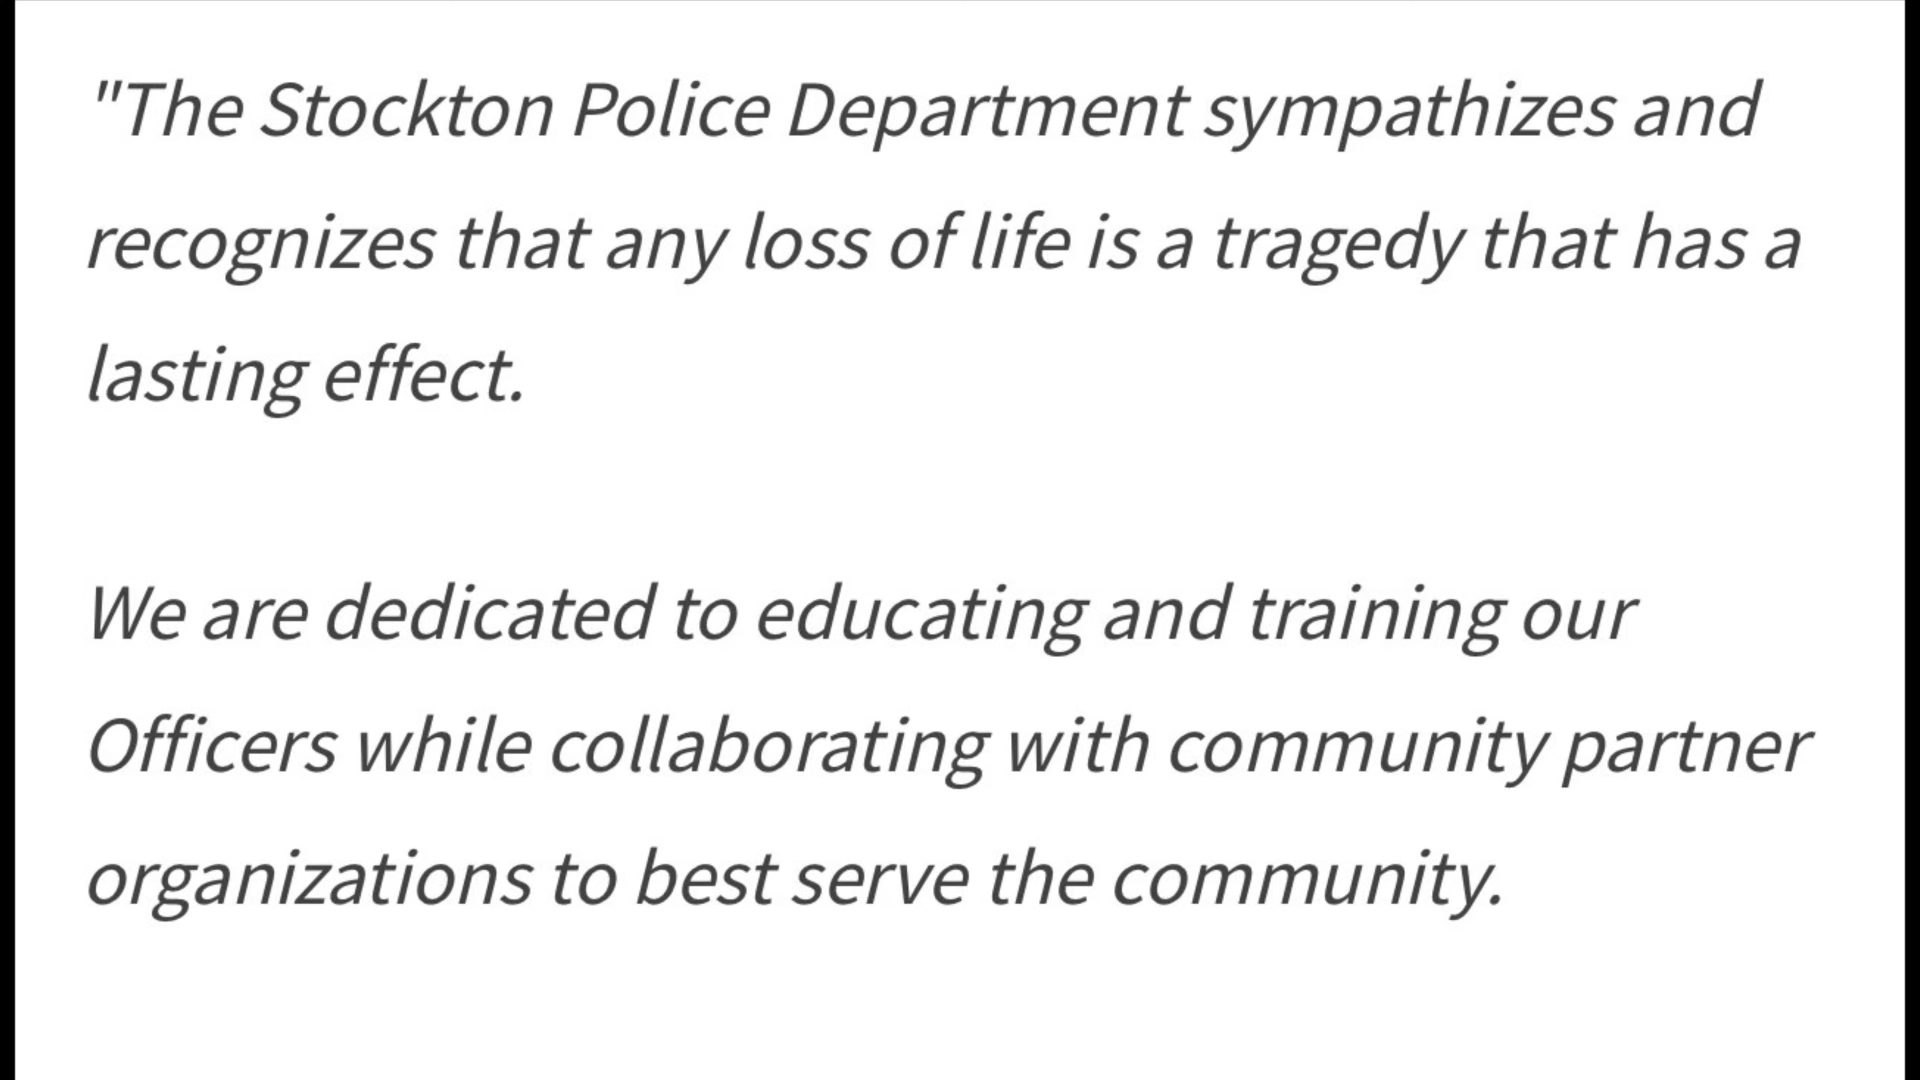 "The Stockton Police Department sympathizes and
recognizes that any loss of life is a tragedy that has a
lasting effect.
We are dedicated to educating and training our
Officers while collaborating with community partner
organizations to best serve the community.